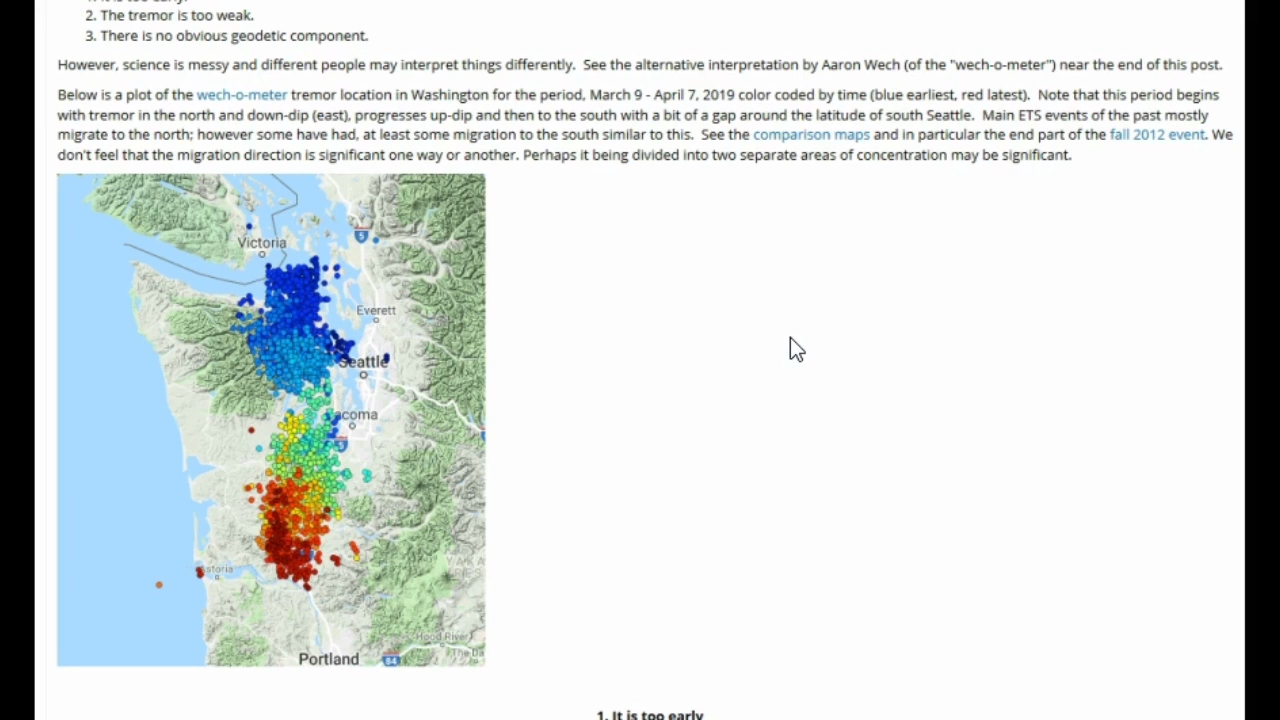 2. The tremor is too weak.
3. There is no obvious geodetic component.
However, science is messy and different people may interpret things differently.  See the alternative interpretation by Aaron Wech (of the "wech-o-meter") near the end of this post.
Below is a plot of the wech-o-meter tremor location in Washington for the period, March 9 - April 7, 2019 color coded by time (blue earliest, red latest).  Note that this period begins
with tremor in the north and down-dip (east), progresses up-dip and then to the south with a bit of a gap around the latitude of south Seattle.  Main ETS events of the past mostly
migrate to the north; however some have had, at least some migration to the south similar to this.  See the comparison maps and in particular the end part of the fall 2012 event. We
don't feel that the migration direction is significant one way or another. Perhaps it being divided into two separate areas of concentration may be significant.
5
Victoria
Everett
Seattle
acoma
5
storia
Hood River
The Da
Portland
84
1. It is too early